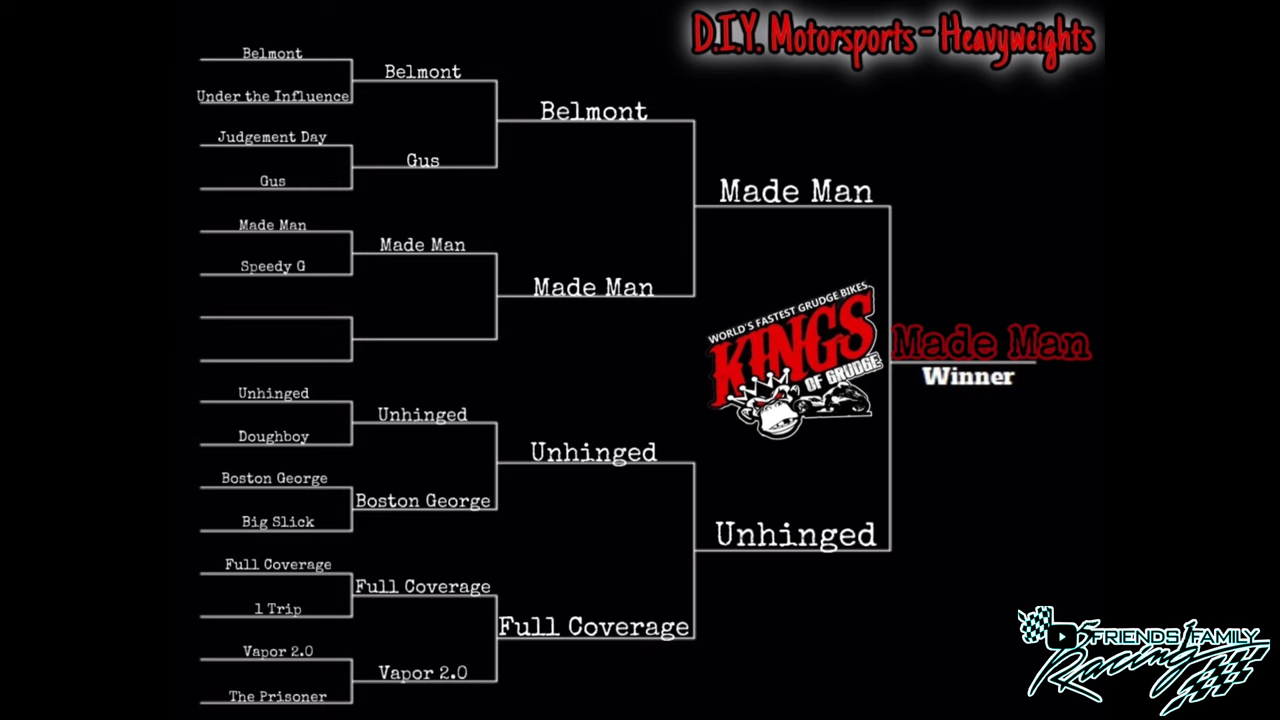 D.I.Y. Motorsports - Heavyweights
Belmont
Under the Influence
Judgement Day
Gus
Made Man
Speedy G
Unhinged
Doughboy
Boston George
Big Slick
Full Coverage
1 Trip
Vapor 2.0
The Prisoner
Belmont
Gus
Made Man
Unhinged
Boston George
Full Coverage
Vapor 2.0
Belmont
Made Man
Unhinged
Full Coverage
Made Man
Unhinged
WORLD'S FASTEST GRUDGE BIKES
KINGS
OF GRUDGE
Made Man
Winner
5 FRIENDS 1 FAMILY
Racing